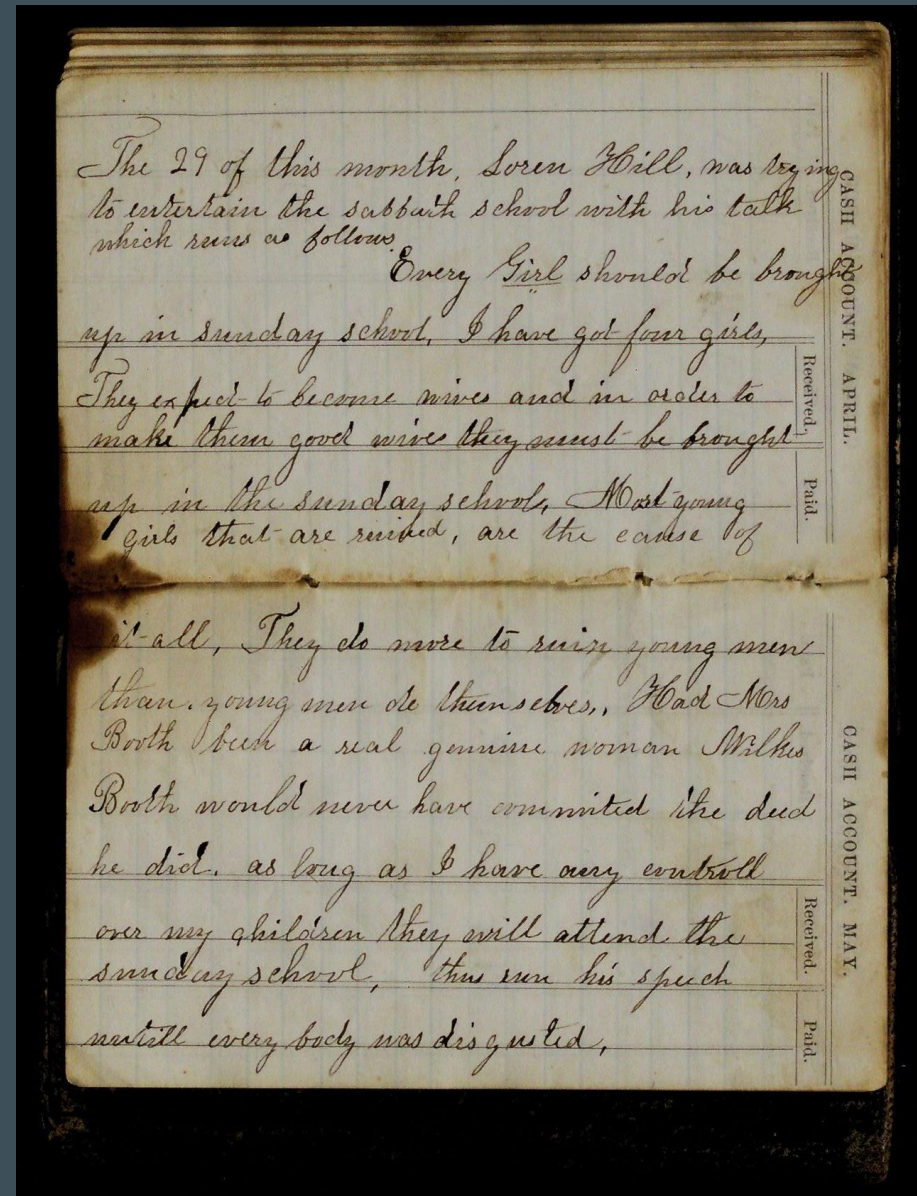 The 29 of this month, Loren Hill, was trying
to entertain the sabbath school with his talk
which runs as follows.
Every Girl should be brought
up in sunday school, I have got four girls,
They expect to become wives and in order to
make them good wives they must be brought
up in the sunday school, Most young
girls that are ruined, are the cause of
it all, They do more to ruin young men
than young men do themselves,, Had Mrs
Booth been a real genuine woman Wilkes
Booth would never have commited the deed
he did. as long as I have any controll
over my children they will attend the
sunday school, thus run his speech
untill every body was disgusted,
CASH ACCOUNT. APRIL.
Received.
Paid.
CASH ACCOUNT. MAY.
Received.
Paid.